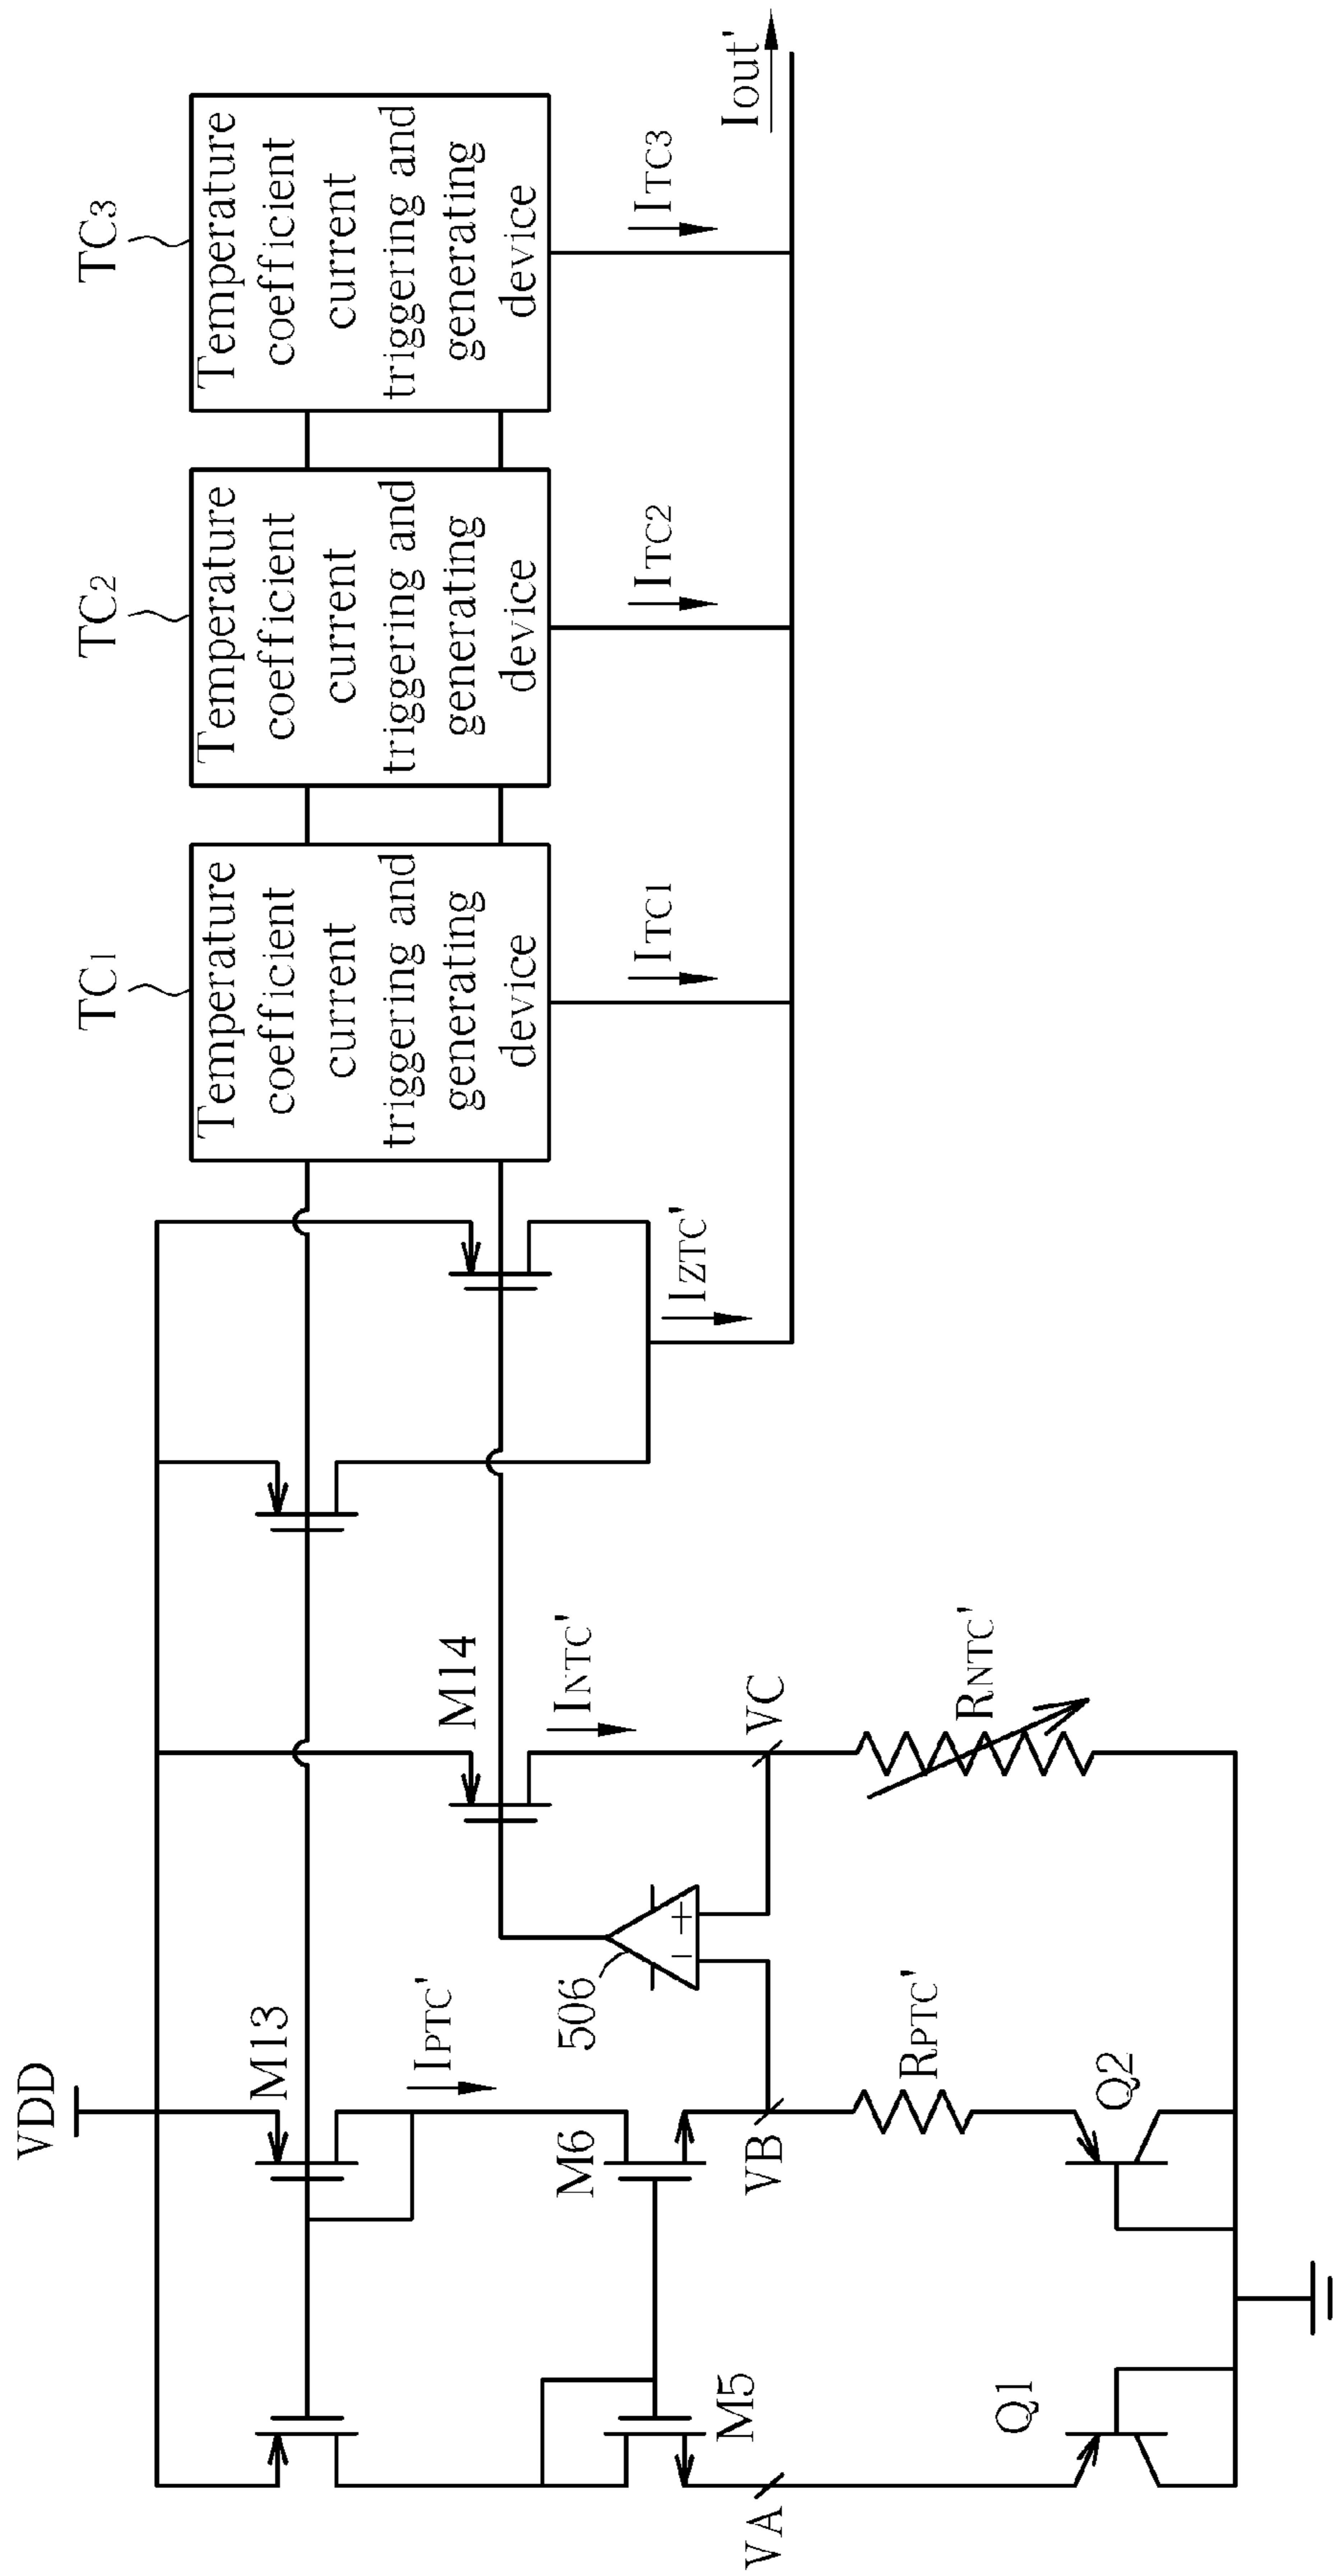 VDD
TC1
TC2
TC3
Temperature
coefficient
current
triggering and
generating
device
Temperature
coefficient
current
triggering and
generating
device
Temperature
coefficient
current
triggering and
generating
device
M13
M14
IPTC'
INTC'
IZTC'
ITC1
ITC2
ITC3
Iout'
M6
506
- +
M5
VA
VB
VC
RPTC'
RNTC'
Q1
Q2